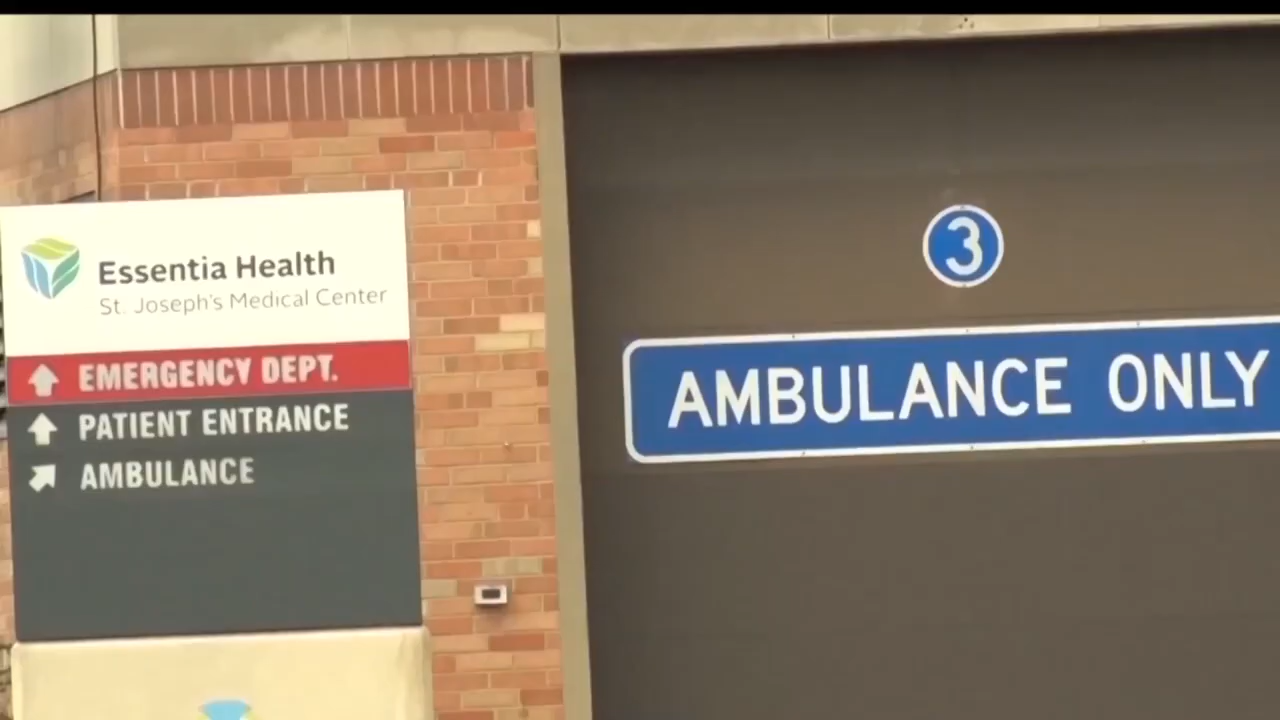 Essentia Health
St. Joseph's Medical Center
EMERGENCY DEPT.
PATIENT ENTRANCE
AMBULANCE
3
AMBULANCE ONLY